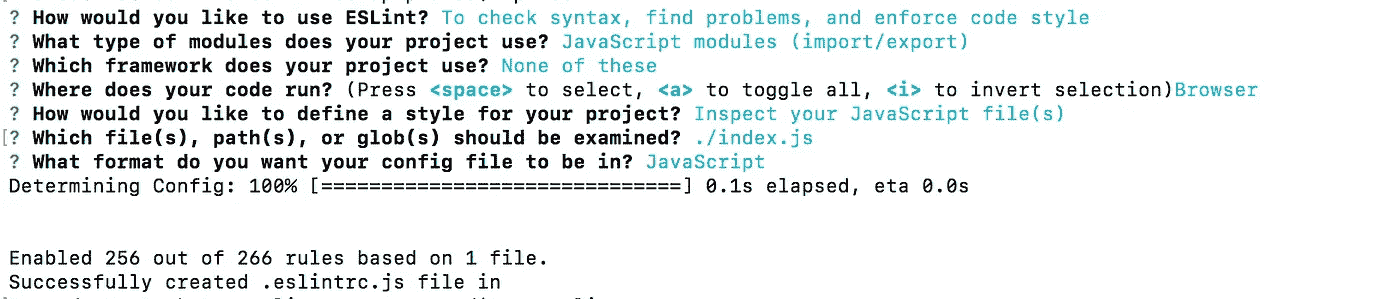 ? How would you like to use ESLint? To check syntax, find problems, and enforce code style
? What type of modules does your project use? JavaScript modules (import/export)
? Which framework does your project use? None of these
? Where does your code run? (Press <space> to select, <a> to toggle all, <i> to invert selection)Browser
? How would you like to define a style for your project? Inspect your JavaScript file(s)
[? Which file(s), path(s), or glob(s) should be examined? ./index.js
? What format do you want your config file to be in? JavaScript
Determining Config: 100% [==============================] 0.1s elapsed, eta 0.0s
Enabled 256 out of 266 rules based on 1 file.
Successfully created .eslintrc.js file in